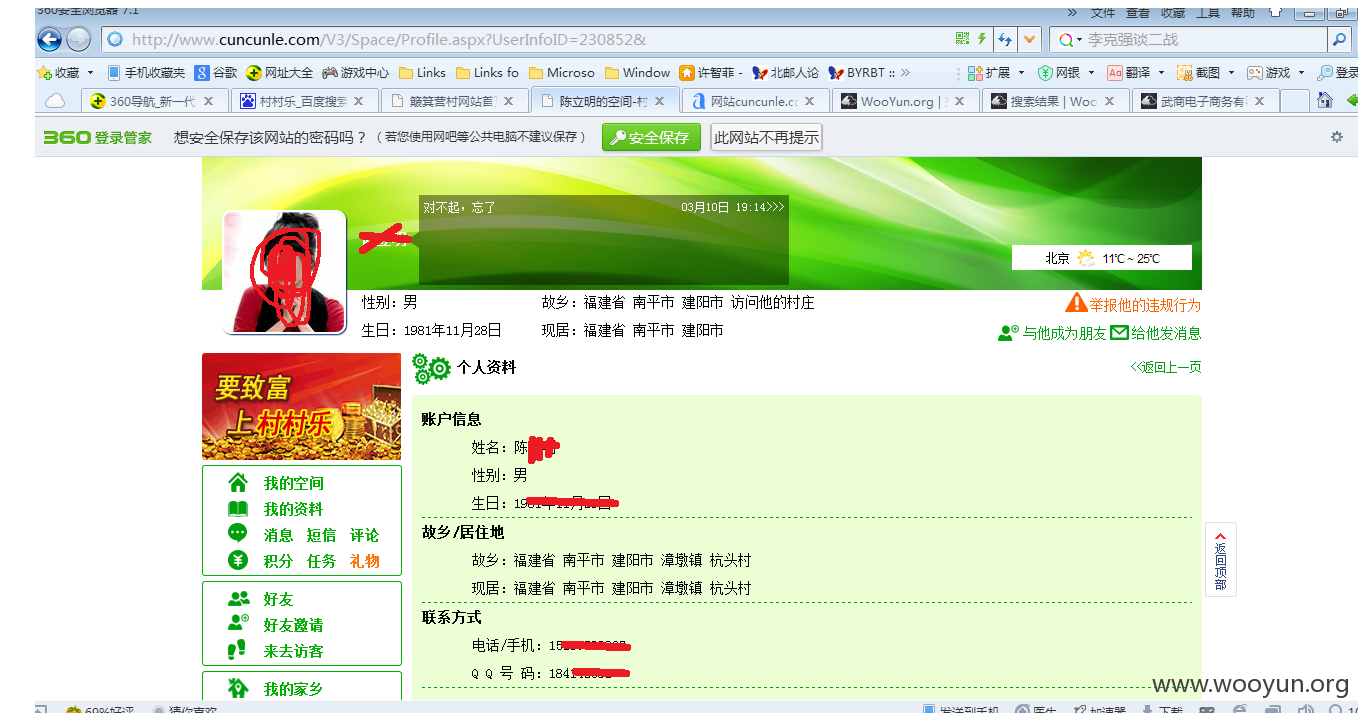 360安全浏览器 7.1
» 文件 查看 收藏 工具 帮助
http://www.cuncunle.com/V3/Space/Profile.aspx?UserInfoID=230852&
李克强谈二战
收藏 手机收藏夹 谷歌 网址大全 游戏中心 Links Links fo Microso Window 许智菲 - 北邮人论 BYRBT :: » 扩展 网银 翻译 截图 游戏 登录
360导航_新一代 村村乐_百度搜索 簸箕营村网站首 陈立明的空间-村 网站cuncunle.cc WooYun.org | 搜索结果 | Woo 武商电子商务有
360 登录管家 想安全保存该网站的密码吗？（若您使用网吧等公共电脑不建议保存） 安全保存 此网站不再提示
对不起，忘了 03月10日 19:14>>>
北京 11℃~25℃
性别：男 故乡：福建省 南平市 建阳市 访问他的村庄
举报他的违规行为
生日：1981年11月28日 现居：福建省 南平市 建阳市
与他成为朋友 给他发消息
要致富
上村村乐
个人资料
<<返回上一页
账户信息
姓名：陈
性别：男
生日：
故乡/居住地
故乡：福建省 南平市 建阳市 漳墩镇 杭头村
现居：福建省 南平市 建阳市 漳墩镇 杭头村
联系方式
电话/手机：15
Q Q 号 码：184
我的空间
我的资料
消息 短信 评论
积分 任务 礼物
好友
好友邀请
来去访客
我的家乡
返回顶部
www.wooyun.org
69%好评 猜你喜欢
发送到手机 医生 加速器 下载